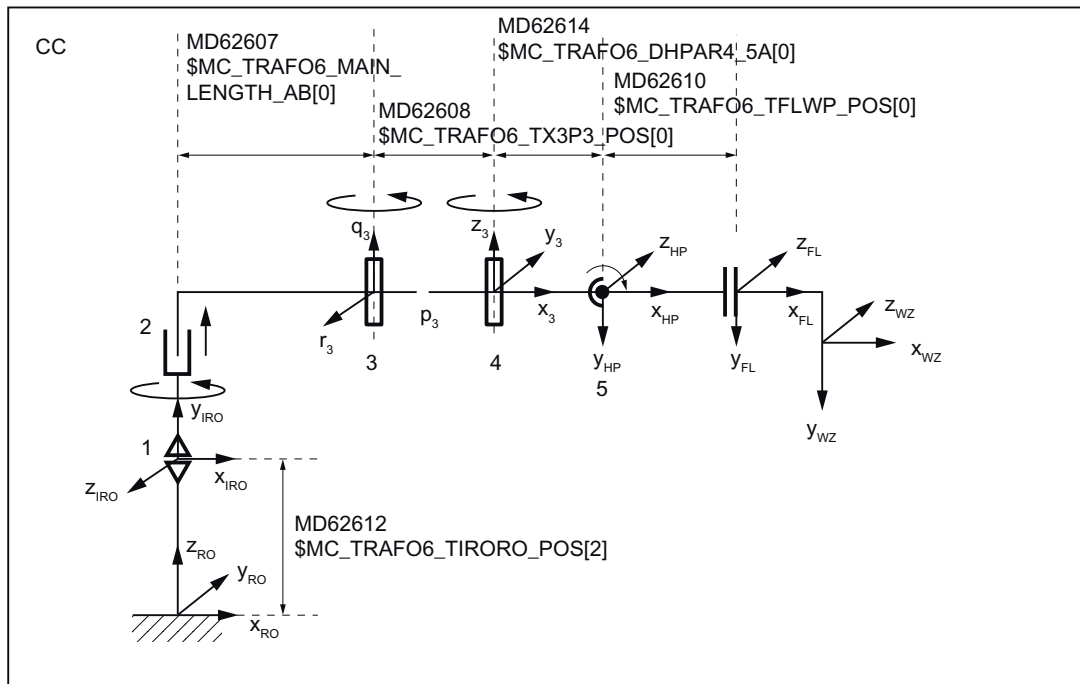 CC
MD62607
$MC_TRAFO6_MAIN_
LENGTH_AB[0]
MD62614
$MC_TRAFO6_DHPAR4_5A[0]
MD62610
$MC_TRAFO6_TFLWP_POS[0]
MD62608
$MC_TRAFO6_TX3P3_POS[0]
q3
z3
y3
zHP
zFL
r3
p3
x3
xHP
xFL
zWZ
xWZ
2
3
4
yHP
5
yFL
yWZ
yIRO
1
xIRO
zIRO
MD62612
$MC_TRAFO6_TIRORO_POS[2]
zRO
yRO
xRO